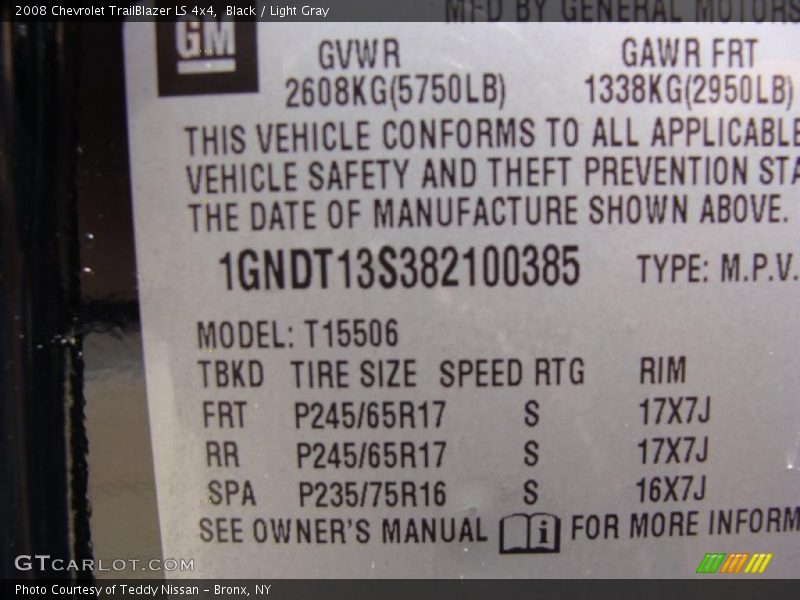 2008 Chevrolet TrailBlazer LS 4x4, Black / Light Gray
MFD BY GENERAL MOTORS
GM
GVWR GAWR FRT
2608KG(5750LB) 1338KG(2950LB)
THIS VEHICLE CONFORMS TO ALL APPLICABLE
VEHICLE SAFETY AND THEFT PREVENTION STA
THE DATE OF MANUFACTURE SHOWN ABOVE.
1GNDT13S382100385 TYPE: M.P.V.
MODEL: T15506
TBKD TIRE SIZE SPEED RTG RIM
FRT P245/65R17 S 17X7J
RR P245/65R17 S 17X7J
SPA P235/75R16 S 16X7J
SEE OWNER'S MANUAL i FOR MORE INFORM
GTCARLOT.COM
Photo Courtesy of Teddy Nissan - Bronx, NY